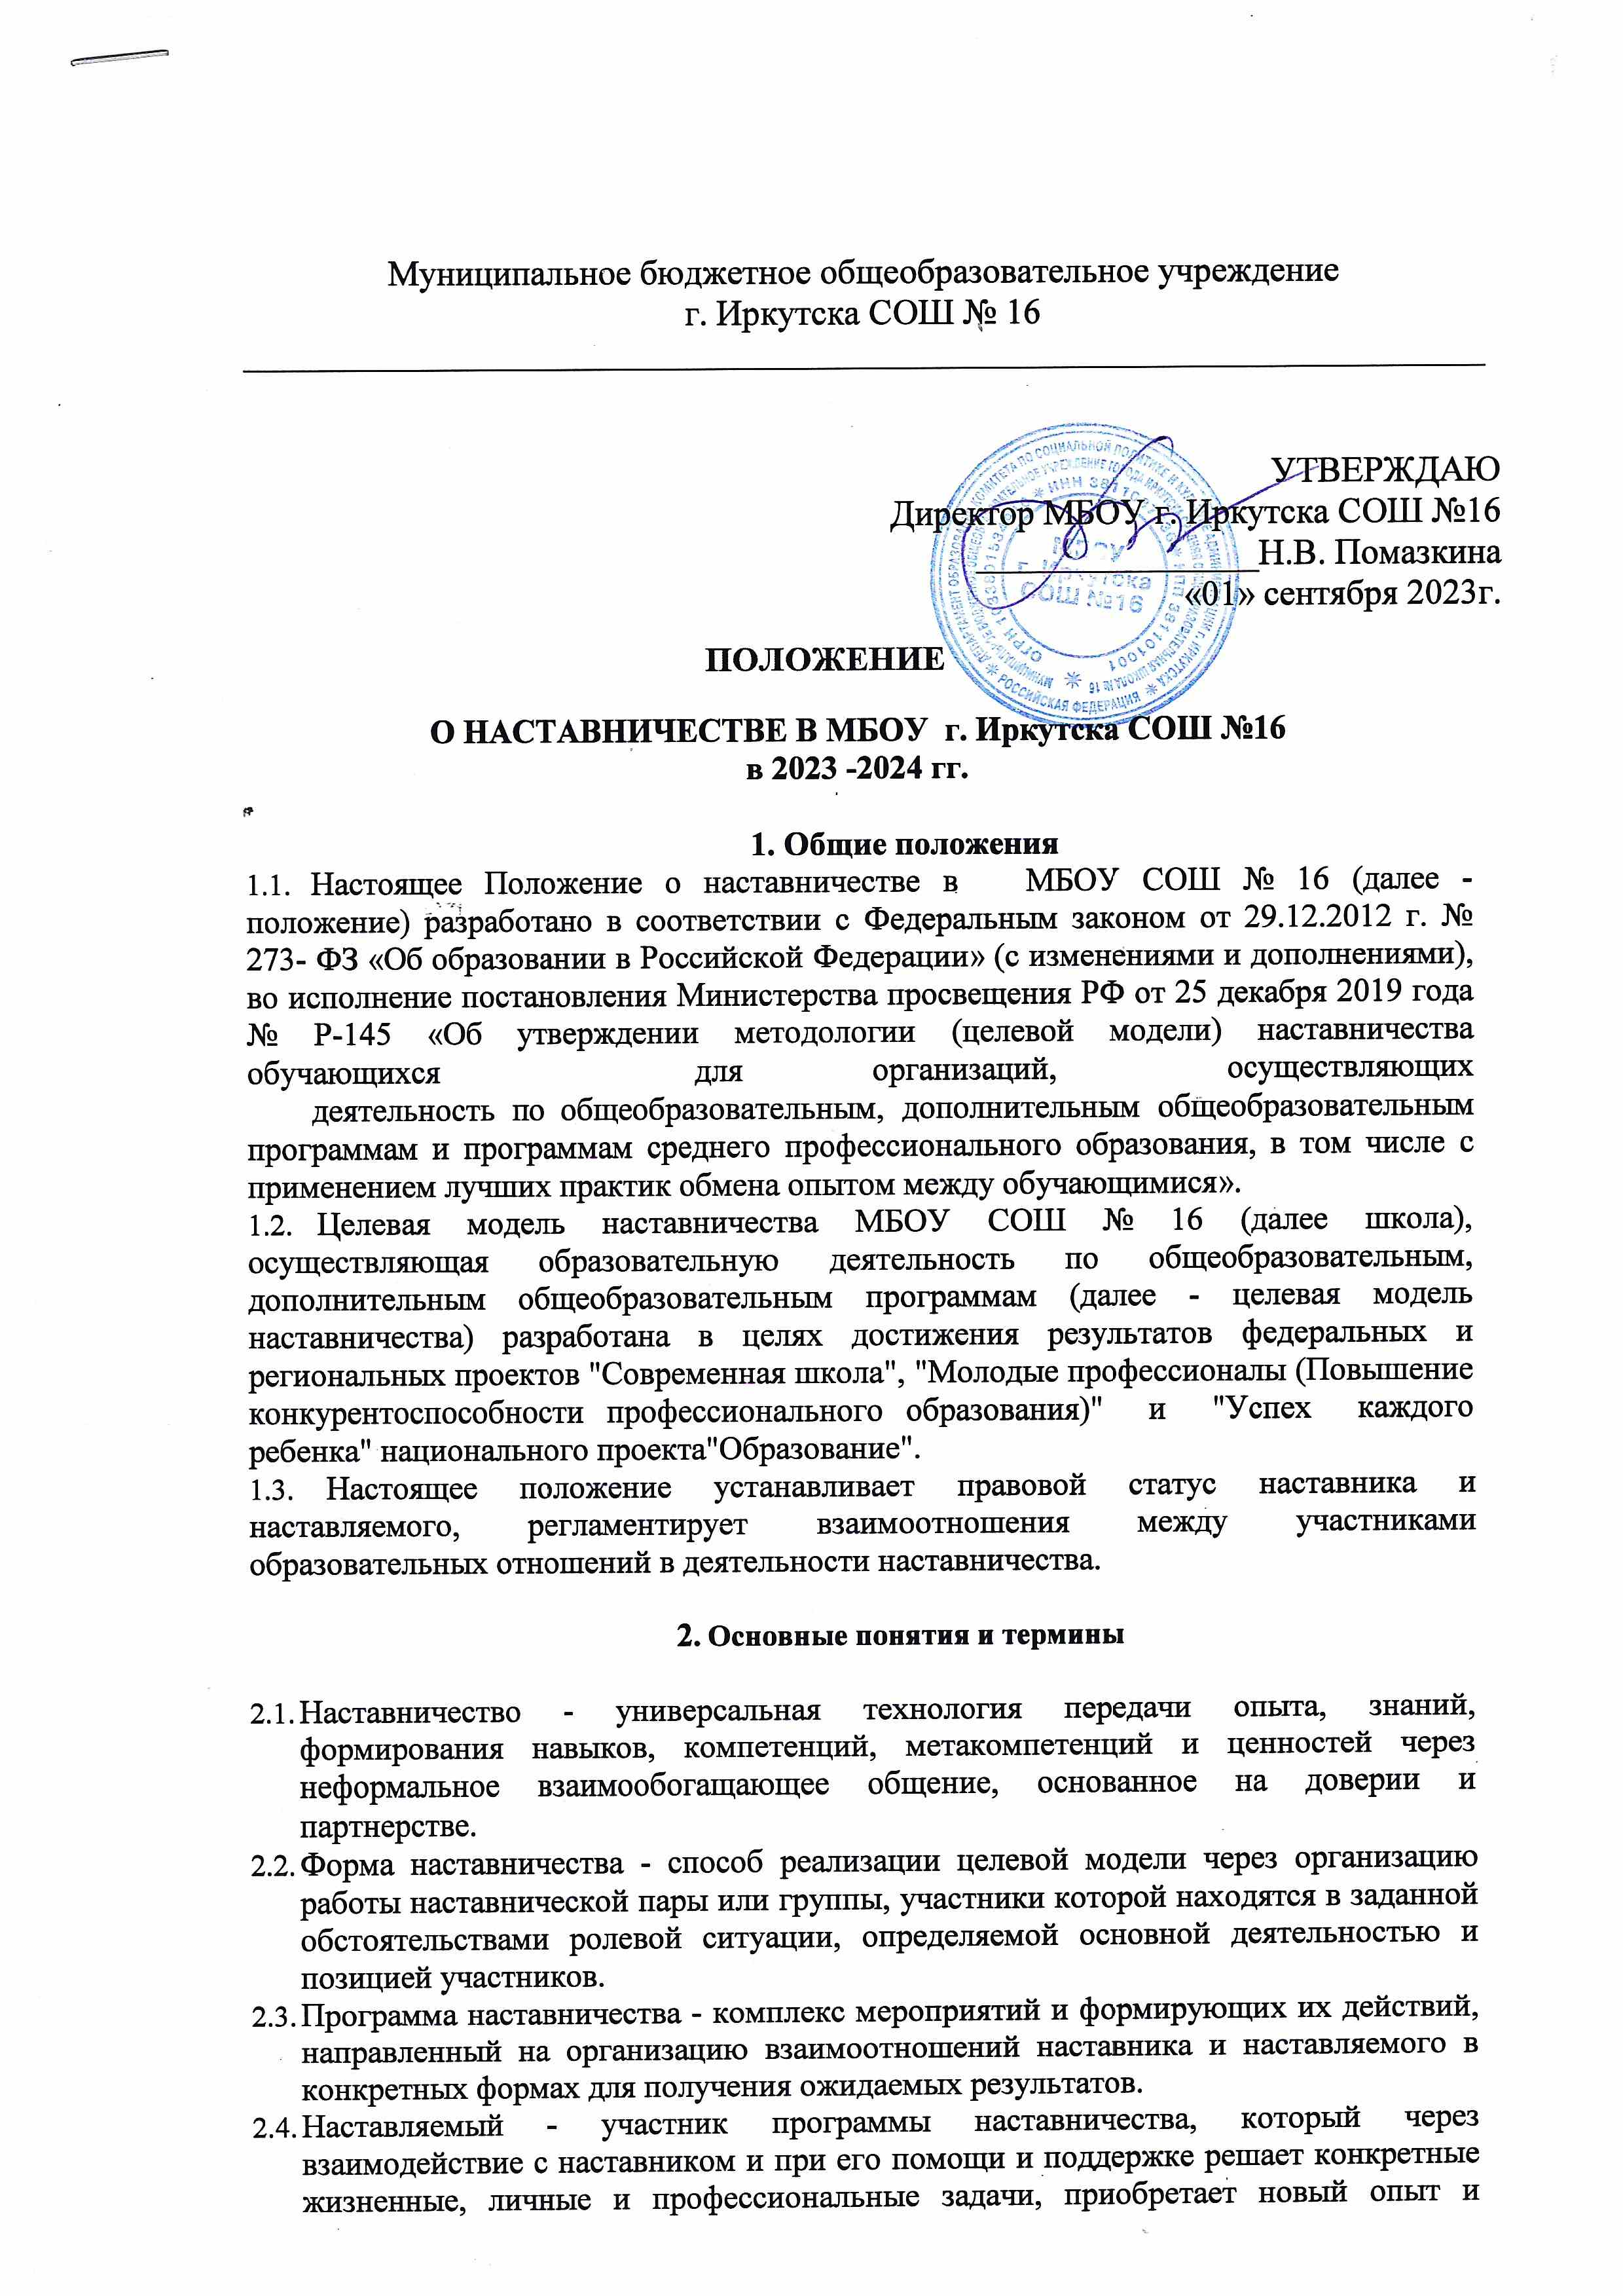 Муниципальное бюджетное общеобразовательное учреждение
г. Иркутска СОШ № 16
УТВЕРЖДАЮ
Директор МБОУ г. Иркутска СОШ №16
Н.В. Помазкина
«01» сентября 2023г.
СОШ №16
РОССИЙСКАЯ ФЕДЕРАЦИЯ
ПОЛОЖЕНИЕ
О НАСТАВНИЧЕСТВЕ В МБОУ г. Иркутска СОШ №16
в 2023 -2024 гг.
1. Общие положения
1.1. Настоящее Положение о наставничестве в МБОУ СОШ № 16 (далее -
положение) разработано в соответствии с Федеральным законом от 29.12.2012 г. №
273- ФЗ «Об образовании в Российской Федерации» (с изменениями и дополнениями),
во исполнение постановления Министерства просвещения РФ от 25 декабря 2019 года
№ Р-145 «Об утверждении методологии (целевой модели) наставничества
обучающихся для организаций, осуществляющих
деятельность по общеобразовательным, дополнительным общеобразовательным
программам и программам среднего профессионального образования, в том числе с
применением лучших практик обмена опытом между обучающимися».
1.2. Целевая модель наставничества МБОУ СОШ № 16 (далее школа),
осуществляющая образовательную деятельность по общеобразовательным,
дополнительным общеобразовательным программам (далее - целевая модель
наставничества) разработана в целях достижения результатов федеральных и
региональных проектов "Современная школа", "Молодые профессионалы (Повышение
конкурентоспособности профессионального образования)" и "Успех каждого
ребенка" национального проекта"Образование".
1.3. Настоящее положение устанавливает правовой статус наставника и
наставляемого, регламентирует взаимоотношения между участниками
образовательных отношений в деятельности наставничества.
2. Основные понятия и термины
2.1. Наставничество - универсальная технология передачи опыта, знаний,
формирования навыков, компетенций, метакомпетенций и ценностей через
неформальное взаимообогащающее общение, основанное на доверии и
партнерстве.
2.2. Форма наставничества - способ реализации целевой модели через организацию
работы наставнической пары или группы, участники которой находятся в заданной
обстоятельствами ролевой ситуации, определяемой основной деятельностью и
позицией участников.
2.3. Программа наставничества - комплекс мероприятий и формирующих их действий,
направленный на организацию взаимоотношений наставника и наставляемого в
конкретных формах для получения ожидаемых результатов.
2.4. Наставляемый - участник программы наставничества, который через
взаимодействие с наставником и при его помощи и поддержке решает конкретные
жизненные, личные и профессиональные задачи, приобретает новый опыт и